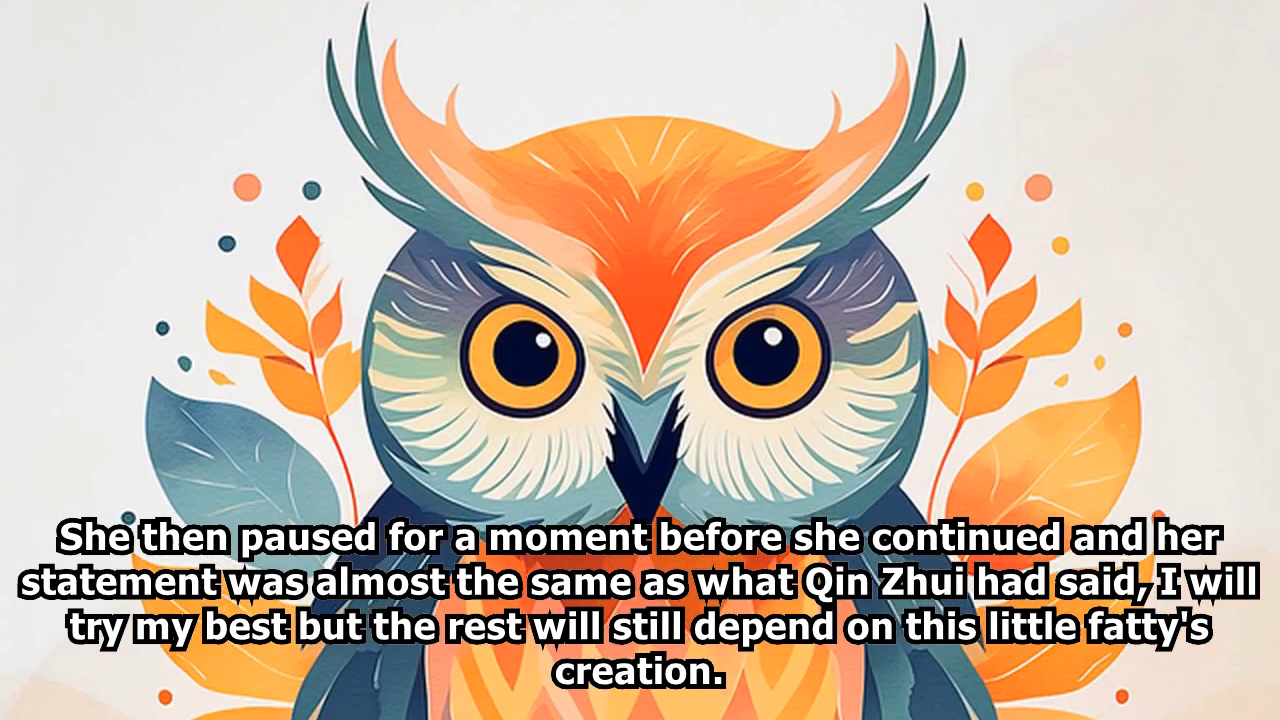 She then paused for a moment before she continued and her
statement was almost the same as what Qin Zhui had said, I will
try my best but the rest will still depend on this little fatty's
creation.